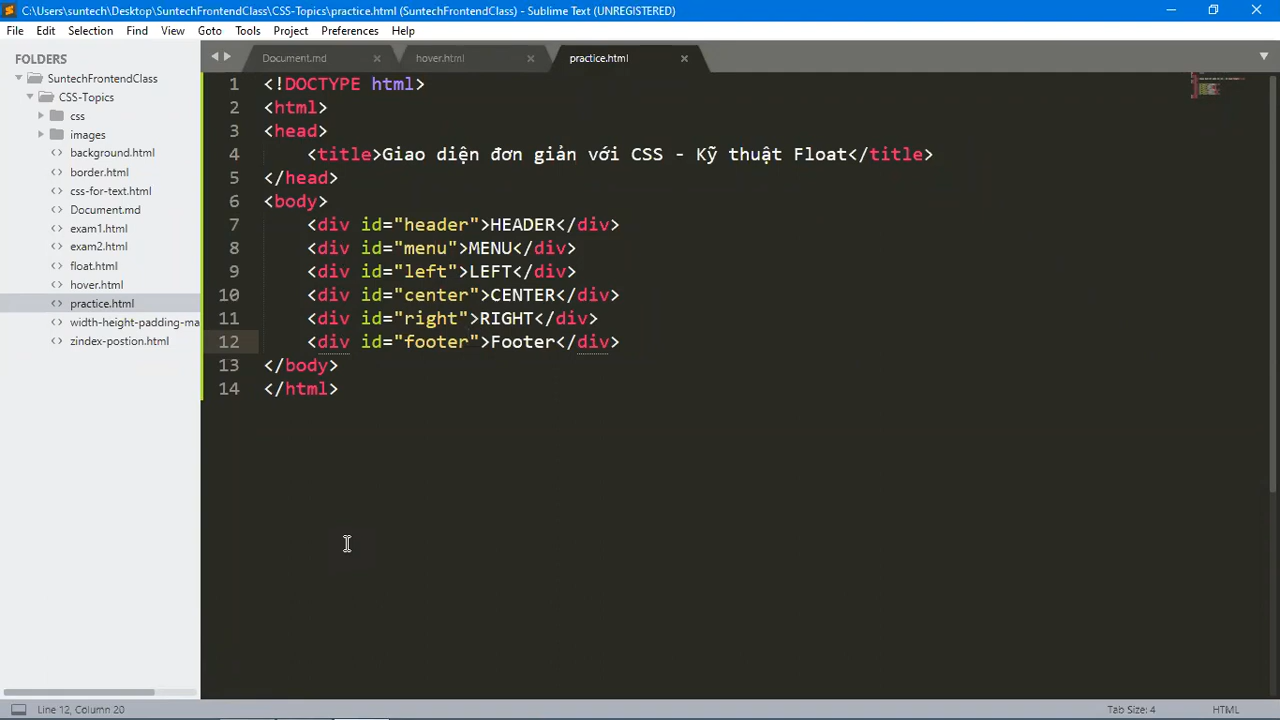 C:\Users\suntech\Desktop\SuntechFrontendClass\CSS-Topics\practice.html (SuntechFrontendClass) - Sublime Text (UNREGISTERED)
File Edit Selection Find View Goto Tools Project Preferences Help
FOLDERS
SuntechFrontendClass
CSS-Topics
css
images
background.html
border.html
css-for-text.html
Document.md
exam1.html
exam2.html
float.html
hover.html
practice.html
width-height-padding-ma
zindex-postion.html
Document.md hover.html practice.html
1 <!DOCTYPE html>
2 <html>
3 <head>
4 <title>Giao diện đơn giản với CSS - Kỹ thuật Float</title>
5 </head>
6 <body>
7 <div id="header">HEADER</div>
8 <div id="menu">MENU</div>
9 <div id="left">LEFT</div>
10 <div id="center">CENTER</div>
11 <div id="right">RIGHT</div>
12 <div id="footer">Footer</div>
13 </body>
14 </html>
Line 12, Column 20 Tab Size: 4 HTML